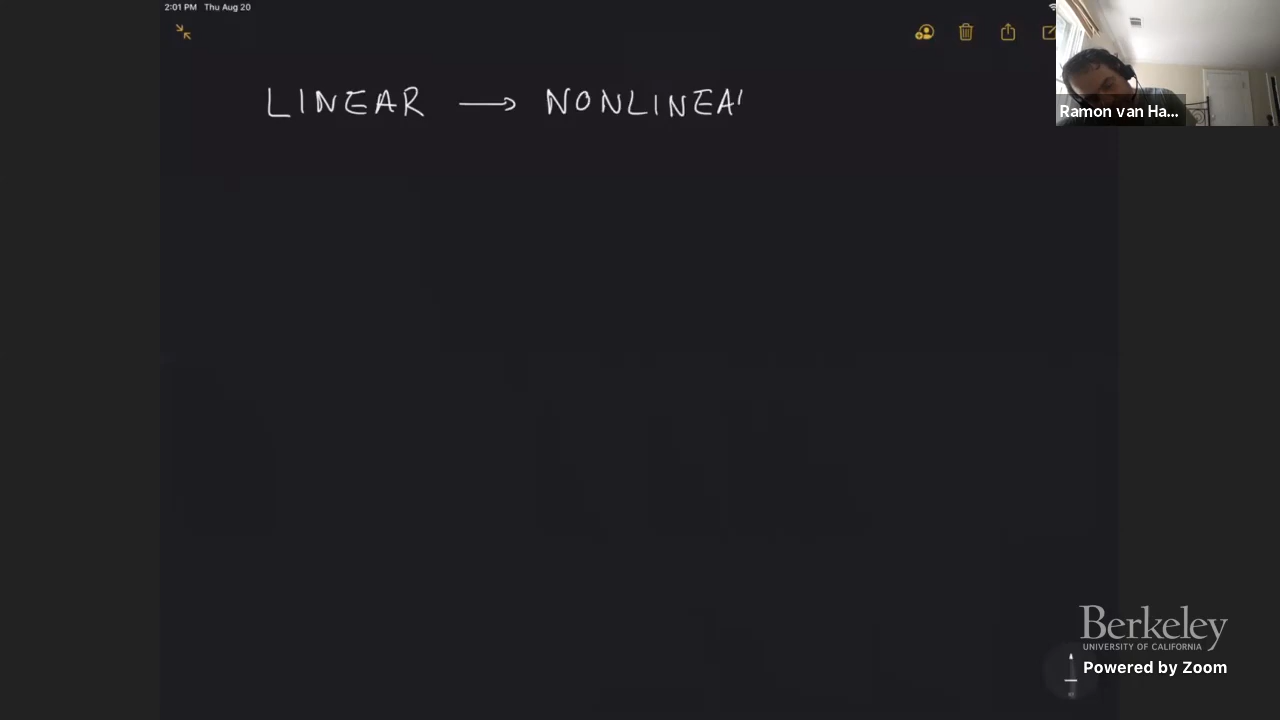 2:01 PM Thu Aug 20
LINEAR → NONLINEA
Ramon van Ha...
Berkeley
UNIVERSITY OF CALIFORNIA
Powered by Zoom